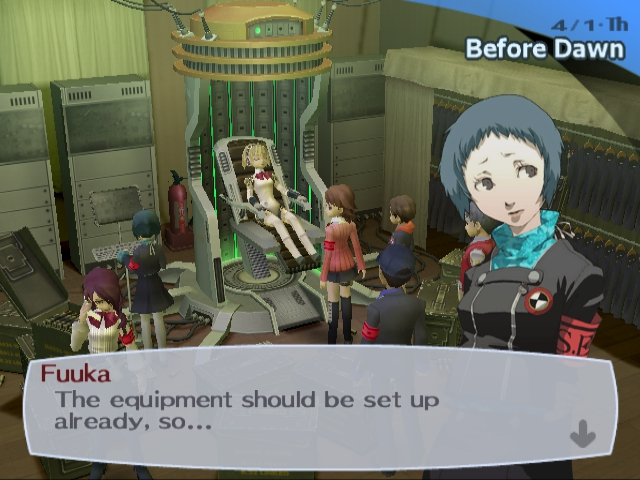 4/1·Th
Before Dawn
S.E
Fuuka
The equipment should be set up
already, so...